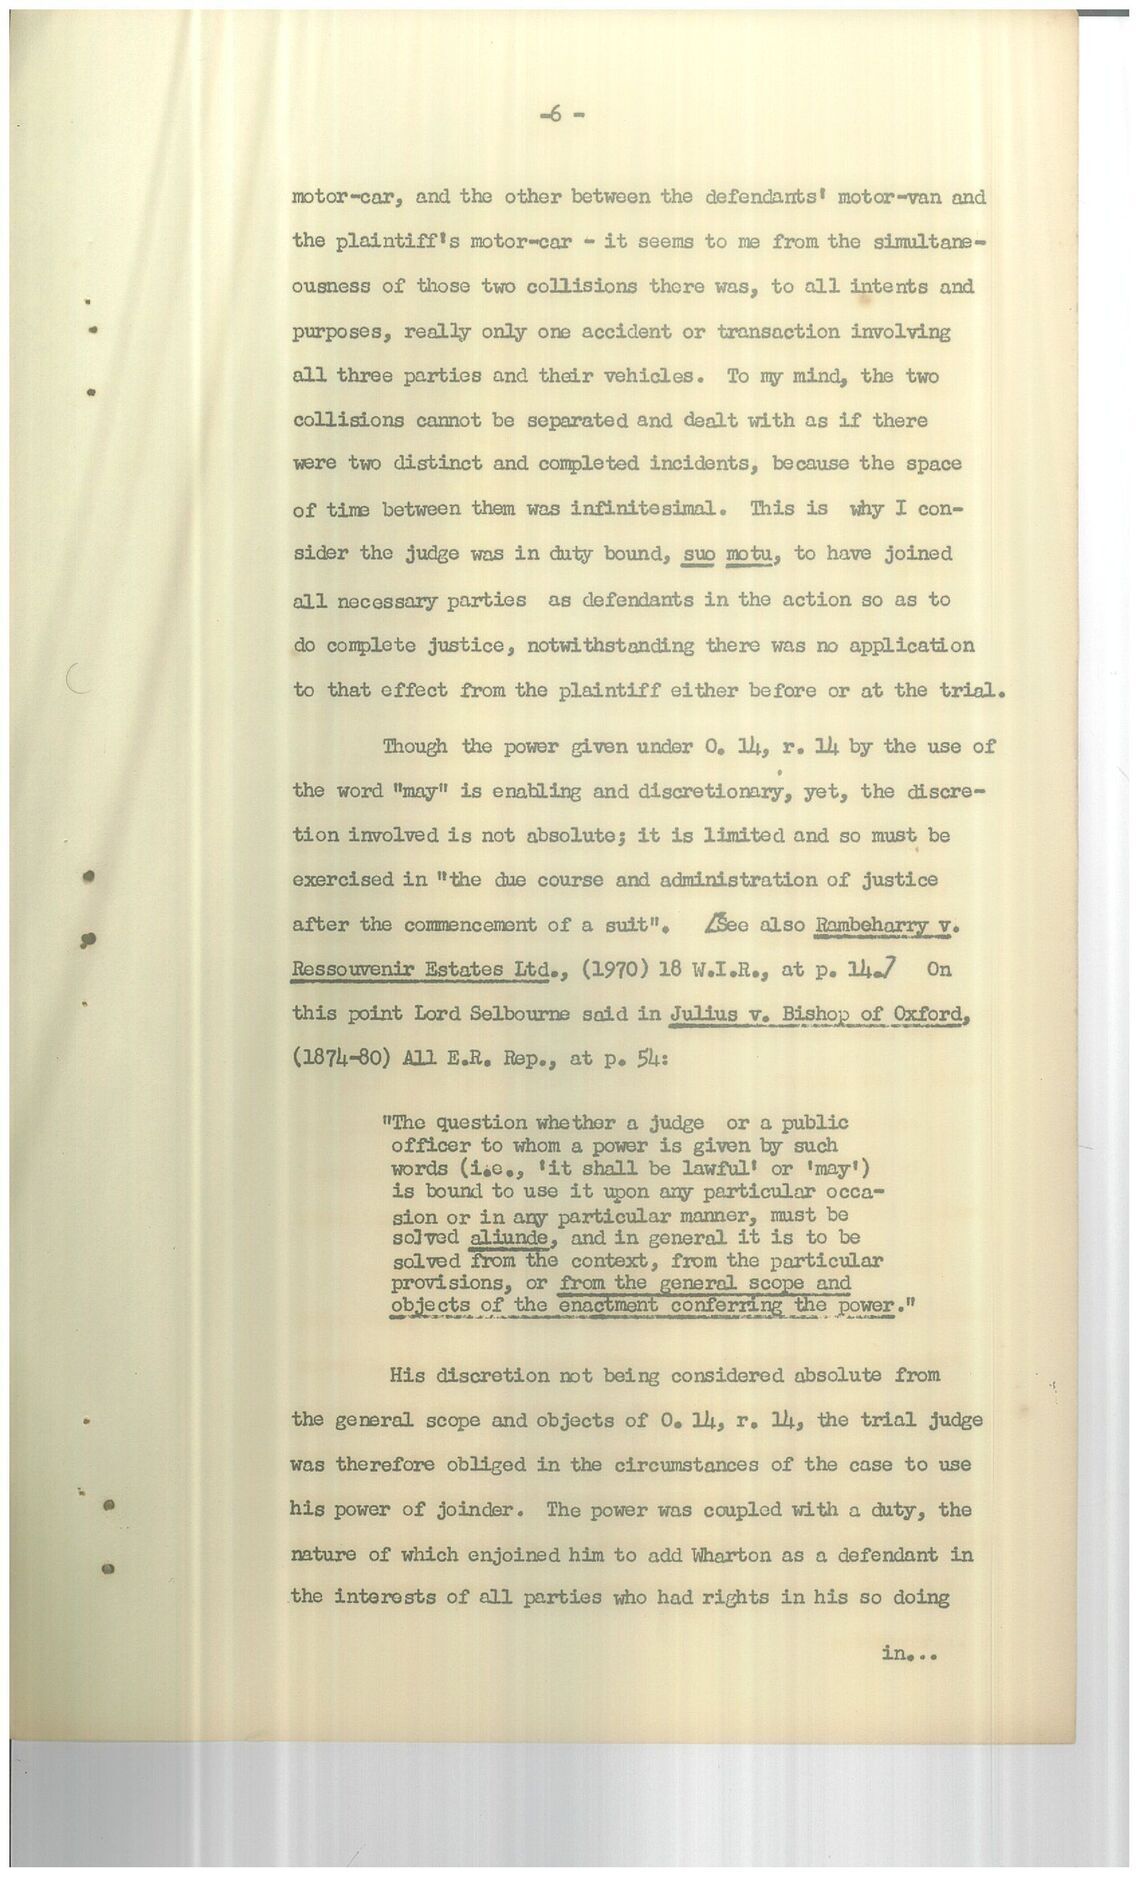 -6 -
motor-car, and the other between the defendants' motor-van and
the plaintiff's motor-car - it seems to me from the simultane-
ousness of those two collisions there was, to all intents and
purposes, really only one accident or transaction involving
all three parties and their vehicles. To my mind, the two
collisions cannot be separated and dealt with as if there
were two distinct and completed incidents, because the space
of time between them was infinitesimal. This is why I con-
sider the judge was in duty bound, suo motu, to have joined
all necessary parties as defendants in the action so as to
do complete justice, notwithstanding there was no application
to that effect from the plaintiff either before or at the trial.
Though the power given under O. 14, r. 14 by the use of
the word "may" is enabling and discretionary, yet, the discre-
tion involved is not absolute; it is limited and so must be
exercised in "the due course and administration of justice
after the commencement of a suit". [See also Rambeharry v.
Ressouvenir Estates Ltd., (1970) 18 W.I.R., at p. 14.] On
this point Lord Selbourne said in Julius v. Bishop of Oxford,
(1874-80) All E.R. Rep., at p. 54:
"The question whether a judge or a public
officer to whom a power is given by such
words (i.e., 'it shall be lawful' or 'may')
is bound to use it upon any particular occa-
sion or in any particular manner, must be
solved aliunde, and in general it is to be
solved from the context, from the particular
provisions, or from the general scope and
objects of the enactment conferring the power."
His discretion not being considered absolute from
the general scope and objects of O. 14, r. 14, the trial judge
was therefore obliged in the circumstances of the case to use
his power of joinder. The power was coupled with a duty, the
nature of which enjoined him to add Wharton as a defendant in
the interests of all parties who had rights in his so doing
in...